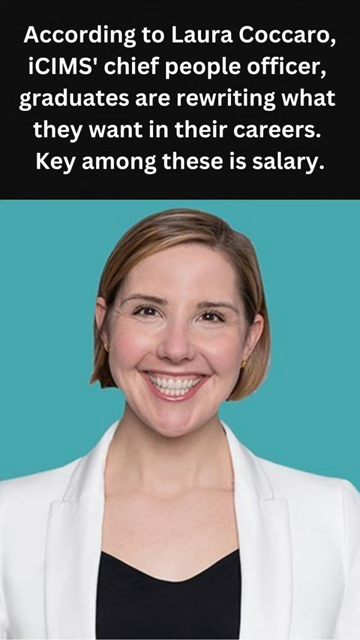 According to Laura Coccaro,
iCIMS' chief people officer,
graduates are rewriting what
they want in their careers.
Key among these is salary.